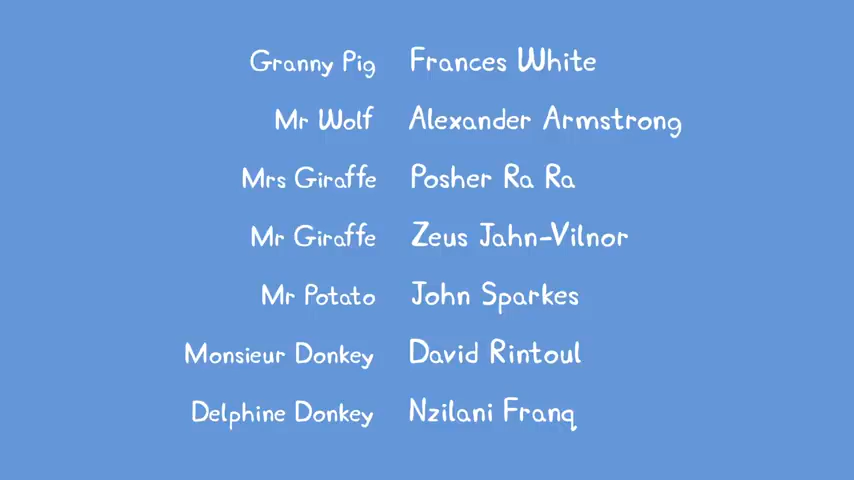 Granny Pig Frances White
Mr Wolf Alexander Armstrong
Mrs Giraffe Posher Ra Ra
Mr Giraffe Zeus Jahn-Vilnor
Mr Potato John Sparkes
Monsieur Donkey David Rintoul
Delphine Donkey Nzilani Franq